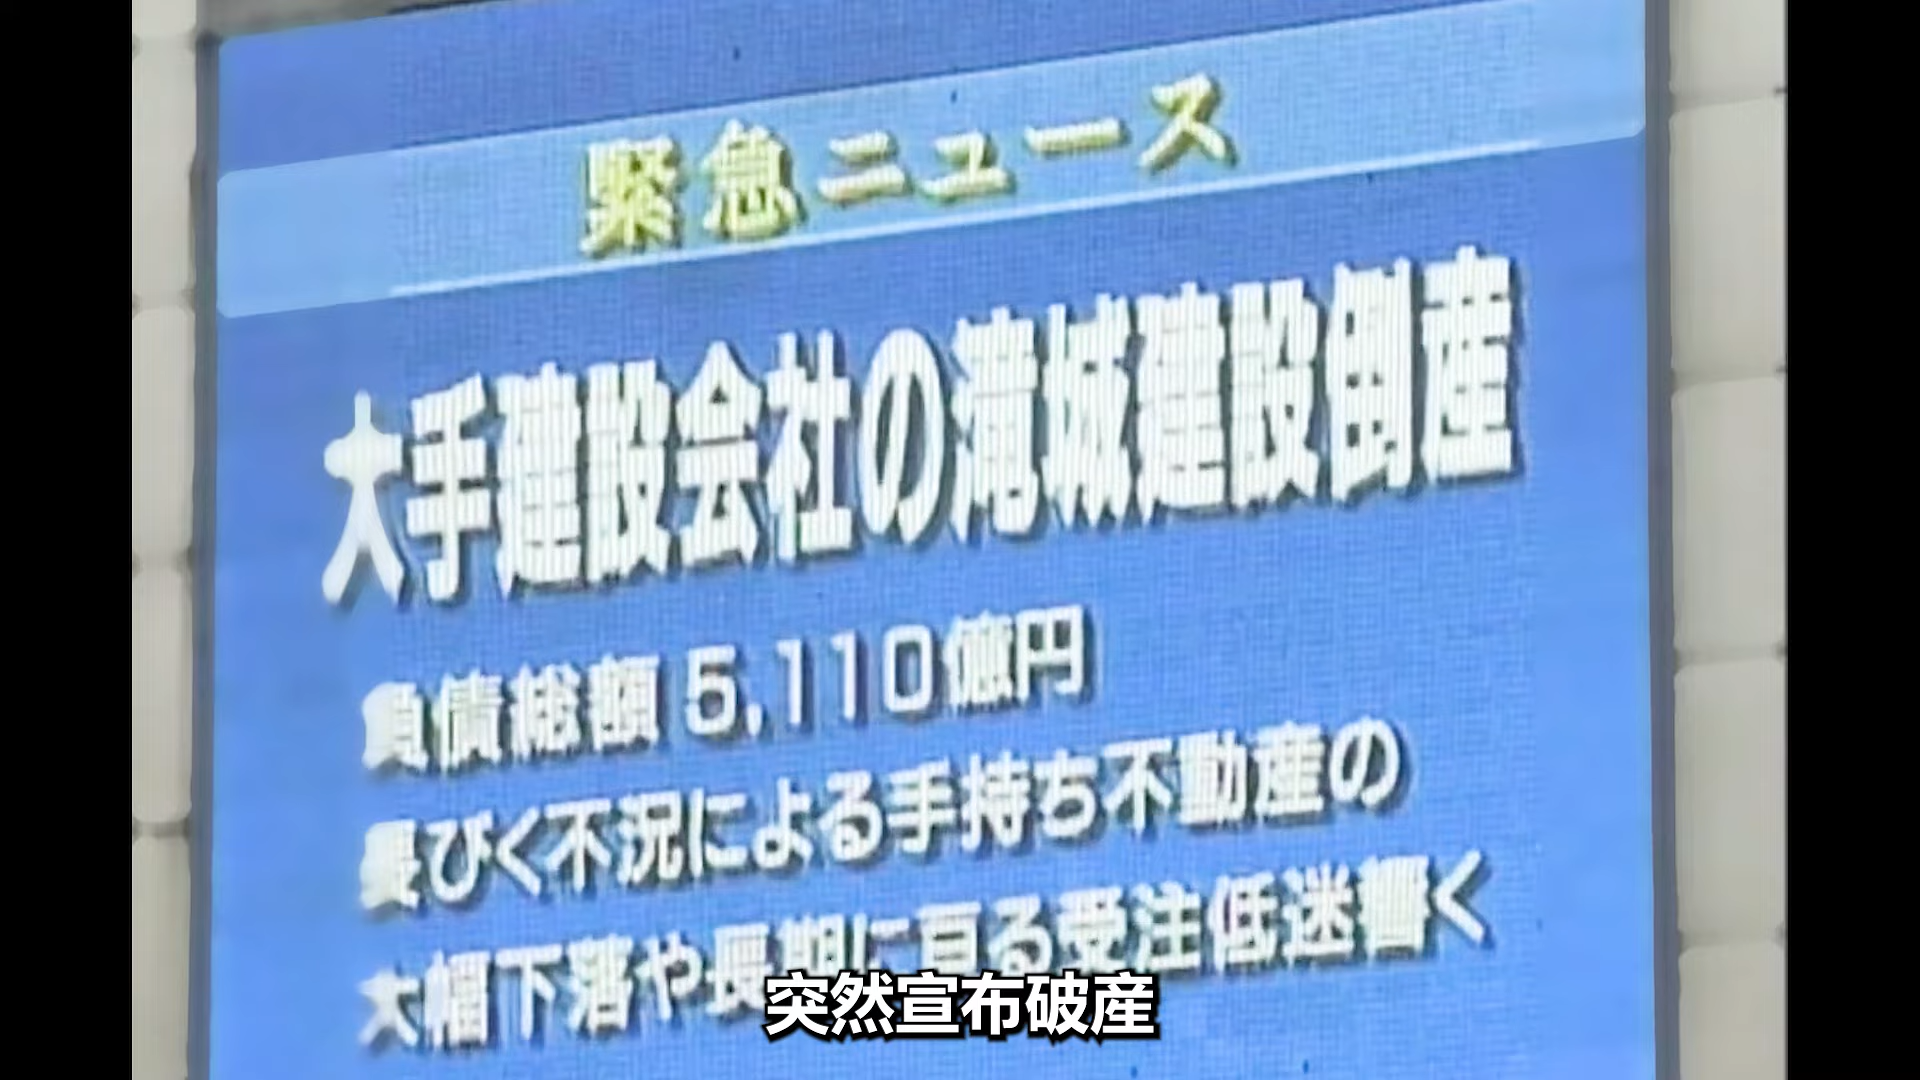 緊急ニュース
大手建設会社の滝城建設倒産
負債総額 5,110億円
長びく不況による手持ち不動産の
大幅下落や長期に亘る受注低迷響く
突然宣布破産